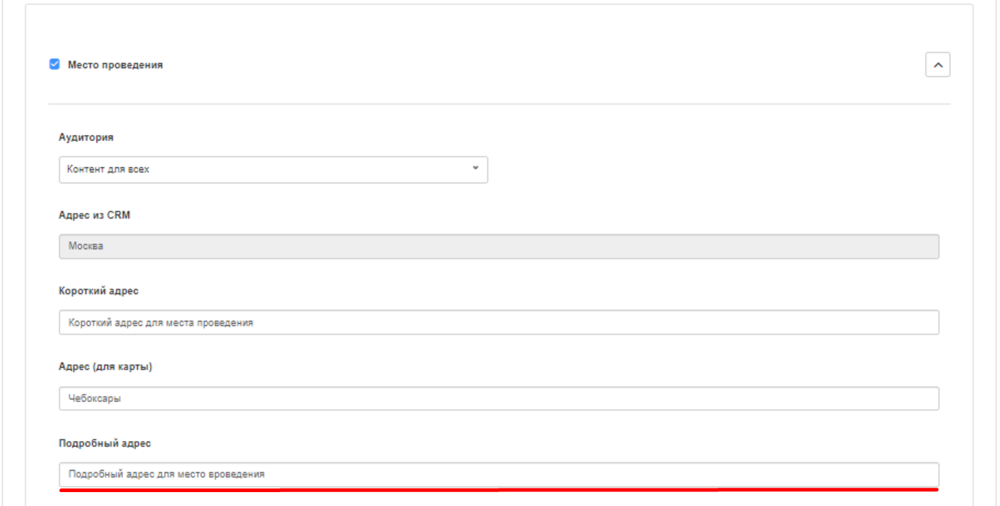 Место проведения
Аудитория
Контент для всех
Адрес из CRM
Москва
Короткий адрес
Короткий адрес для места проведения
Адрес (для карты)
Чебоксары
Подробный адрес
Подробный адрес для место вроведения